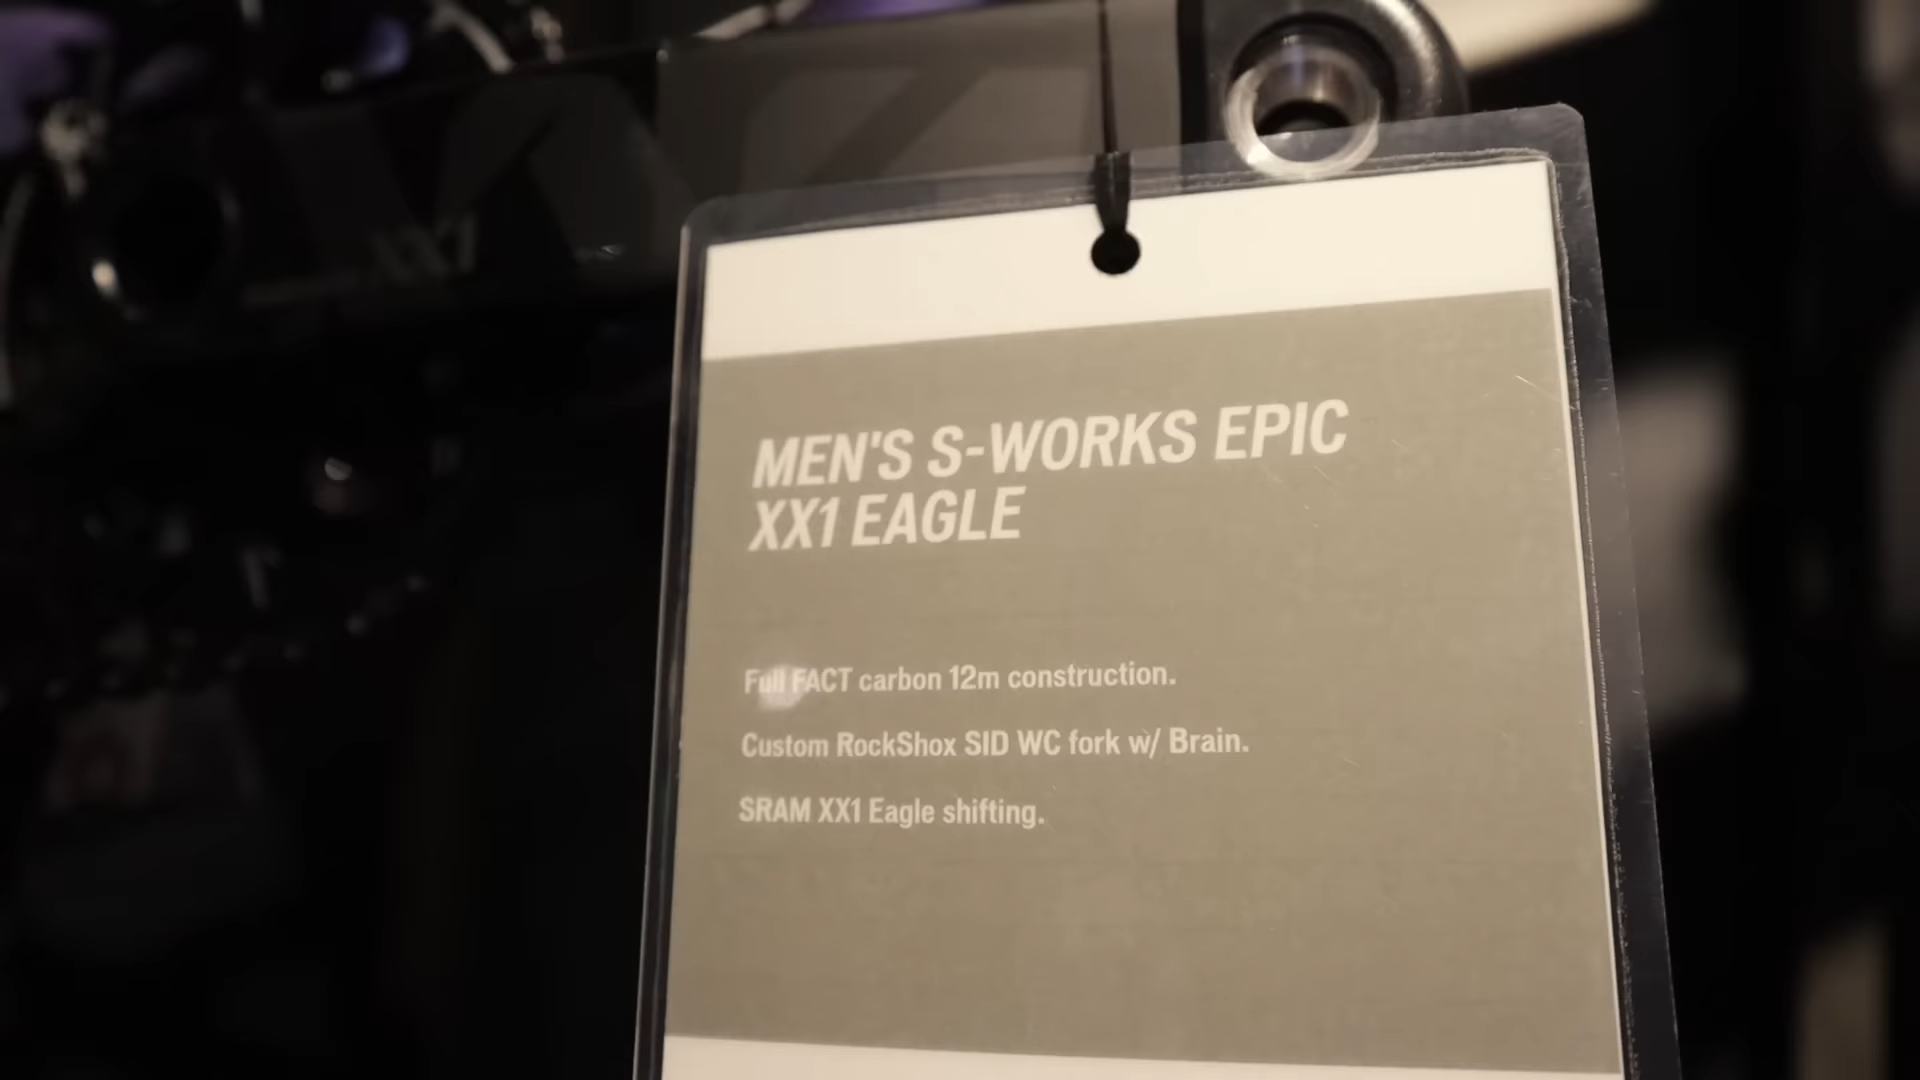 XX1
MEN'S S-WORKS EPIC
XX1 EAGLE
Full FACT carbon 12m construction.
Custom RockShox SID WC fork w/ Brain.
SRAM XX1 Eagle shifting.